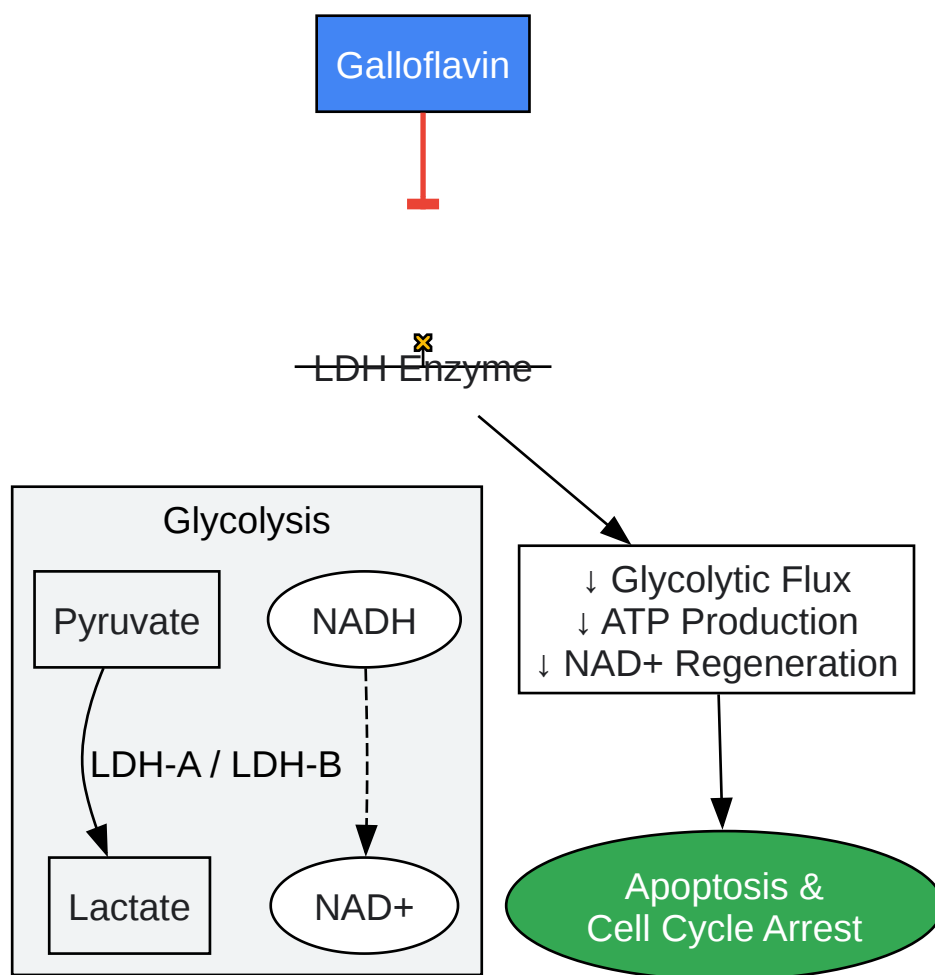 Galloflavin
LDH Enzyme
Glycolysis
Pyruvate
NADH
LDH-A / LDH-B
Lactate
NAD+
↓ Glycolytic Flux
↓ ATP Production
↓ NAD+ Regeneration
Apoptosis &
Cell Cycle Arrest